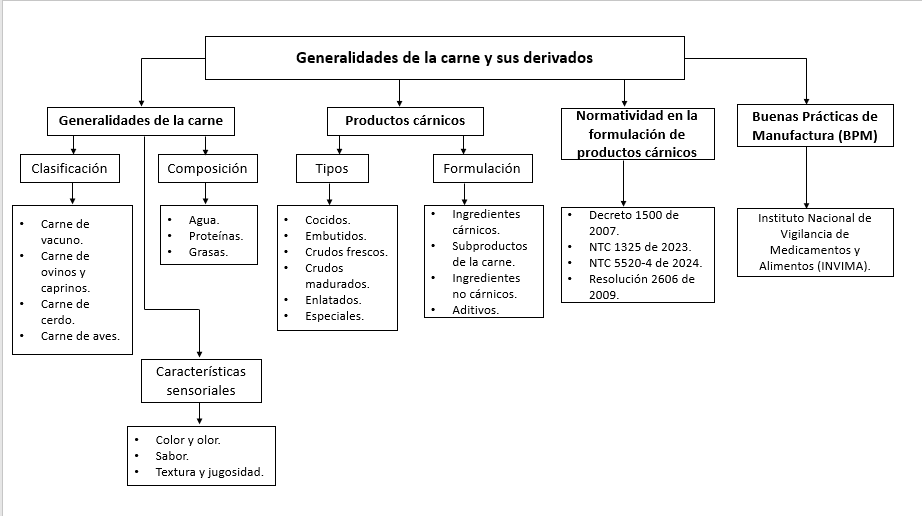 Generalidades de la carne y sus derivados
Generalidades de la carne
Clasificación
• Carne de
vacuno.
• Carne de
ovinos y
caprinos.
• Carne de
cerdo.
• Carne de aves.
Composición
• Agua.
• Proteínas.
• Grasas.
Características
sensoriales
• Color y olor.
• Sabor.
• Textura y jugosidad.
Productos cárnicos
Tipos
• Cocidos.
• Embutidos.
• Crudos frescos.
• Crudos
madurados.
• Enlatados.
• Especiales.
Formulación
• Ingredientes
cárnicos.
• Subproductos
de la carne.
• Ingredientes
no cárnicos.
• Aditivos.
Normatividad en la
formulación de
productos cárnicos
• Decreto 1500 de
2007.
• NTC 1325 de 2023.
• NTC 5520-4 de 2024.
• Resolución 2606 de
2009.
Buenas Prácticas de
Manufactura (BPM)
Instituto Nacional de
Vigilancia de
Medicamentos y
Alimentos (INVIMA).